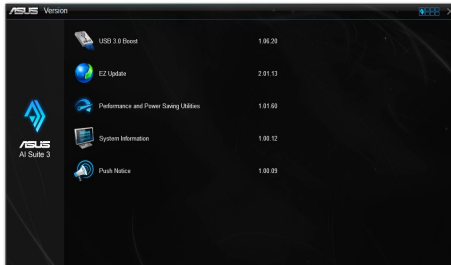 ASUS Version
USB 3.0 Boost 1.06.20
EZ Update 2.01.13
Performance and Power Saving Utilities 1.01.60
System Information 1.00.12
Push Notice 1.00.09
ASUS
AI Suite 3